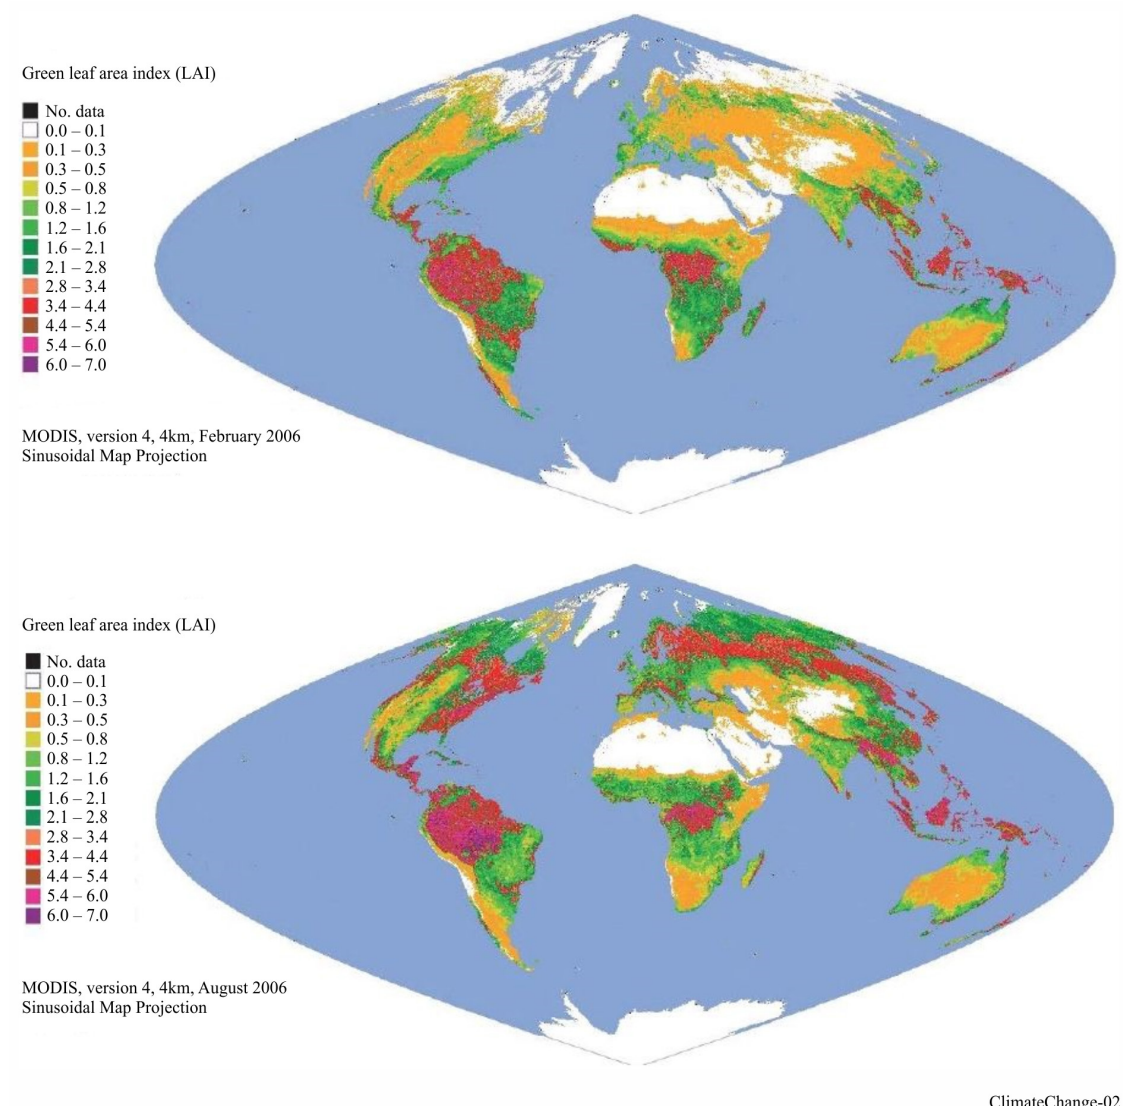 Green leaf area index (LAI)
No. data
0.0 – 0.1
0.1 – 0.3
0.3 – 0.5
0.5 – 0.8
0.8 – 1.2
1.2 – 1.6
1.6 – 2.1
2.1 – 2.8
2.8 – 3.4
3.4 – 4.4
4.4 – 5.4
5.4 – 6.0
6.0 – 7.0
MODIS, version 4, 4km, February 2006
Sinusoidal Map Projection
Green leaf area index (LAI)
No. data
0.0 – 0.1
0.1 – 0.3
0.3 – 0.5
0.5 – 0.8
0.8 – 1.2
1.2 – 1.6
1.6 – 2.1
2.1 – 2.8
2.8 – 3.4
3.4 – 4.4
4.4 – 5.4
5.4 – 6.0
6.0 – 7.0
MODIS, version 4, 4km, August 2006
Sinusoidal Map Projection
ClimateChange-02